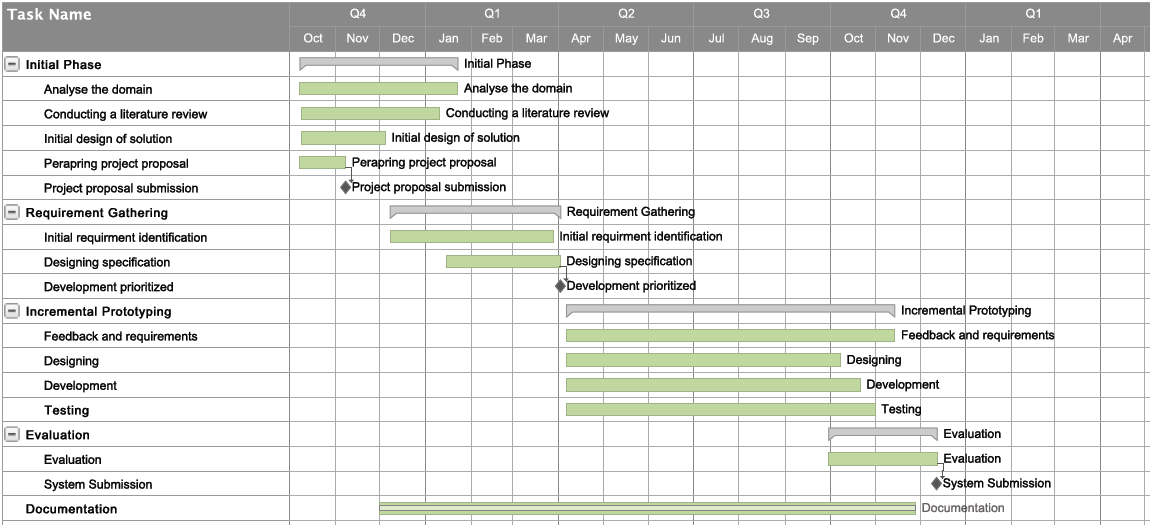 Task Name Q4 Q1 Q2 Q3 Q4 Q1
Oct Nov Dec Jan Feb Mar Apr May Jun Jul Aug Sep Oct Nov Dec Jan Feb Mar Apr
Initial Phase Initial Phase
Analyse the domain Analyse the domain
Conducting a literature review Conducting a literature review
Initial design of solution Initial design of solution
Perapring project proposal Perapring project proposal
Project proposal submission Project proposal submission
Requirement Gathering Requirement Gathering
Initial requirment identification Initial requirment identification
Designing specification Designing specification
Development prioritized Development prioritized
Incremental Prototyping Incremental Prototyping
Feedback and requirements Feedback and requirements
Designing Designing
Development Development
Testing Testing
Evaluation Evaluation
Evaluation Evaluation
System Submission System Submission
Documentation Documentation